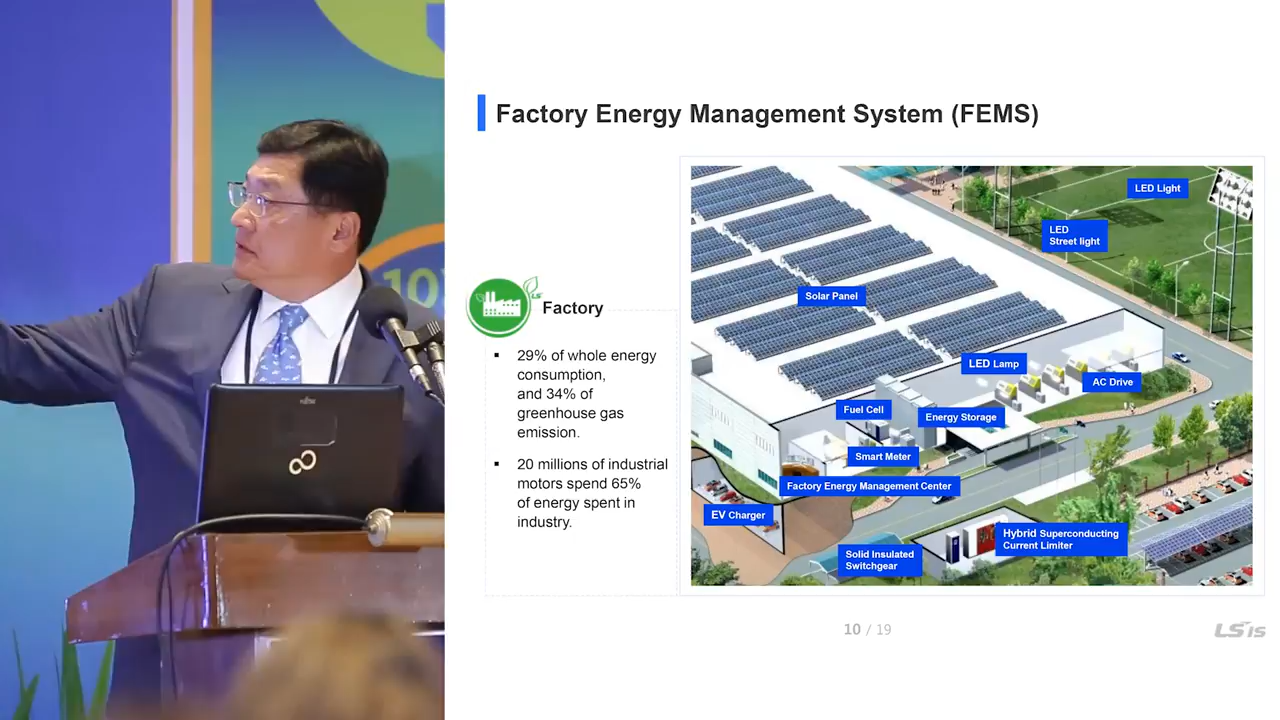 10
FUJITSU
Factory Energy Management System (FEMS)
LS
Factory
▪ 29% of whole energy
consumption,
and 34% of
greenhouse gas
emission.
▪ 20 millions of industrial
motors spend 65%
of energy spent in
industry.
LED Light
LED
Street light
Solar Panel
LED Lamp
AC Drive
Fuel Cell
Energy Storage
Smart Meter
Factory Energy Management Center
EV Charger
Hybrid Superconducting
Current Limiter
Solid Insulated
Switchgear
10 / 19
LSIS